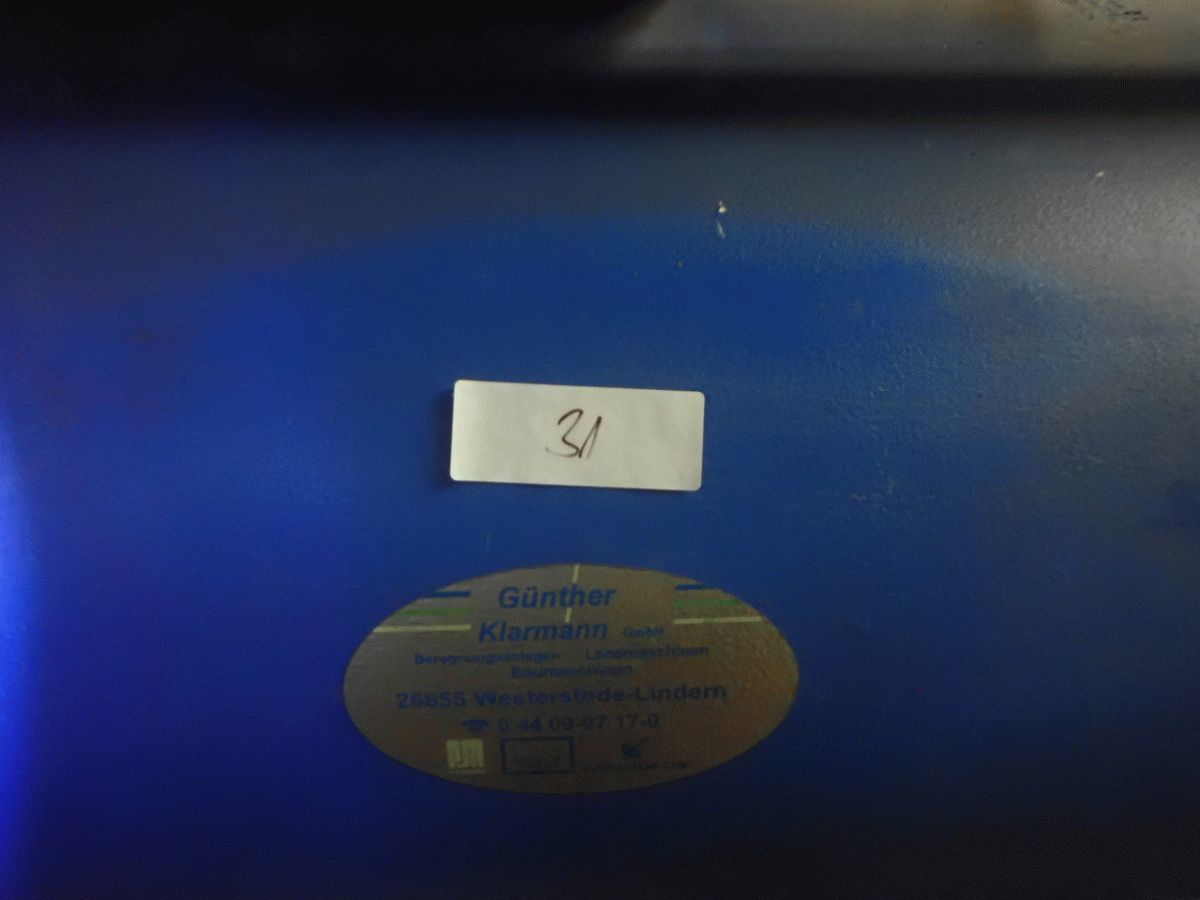 31
Günther
Klarmann GmbH
Beregnungsanlagen Landmaschinen
Baumaschinen
26655 Westerstede-Lindern
☎ 0 44 09-97 17-0